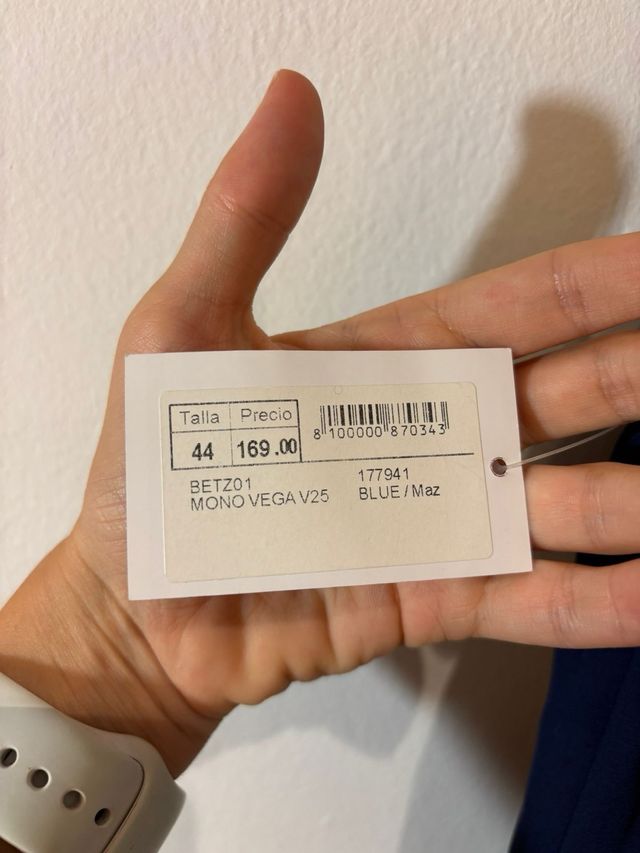 Talla Precio
44 169.00
8 100000 870343
BETZ01 177941
MONO VEGA V25 BLUE / Maz